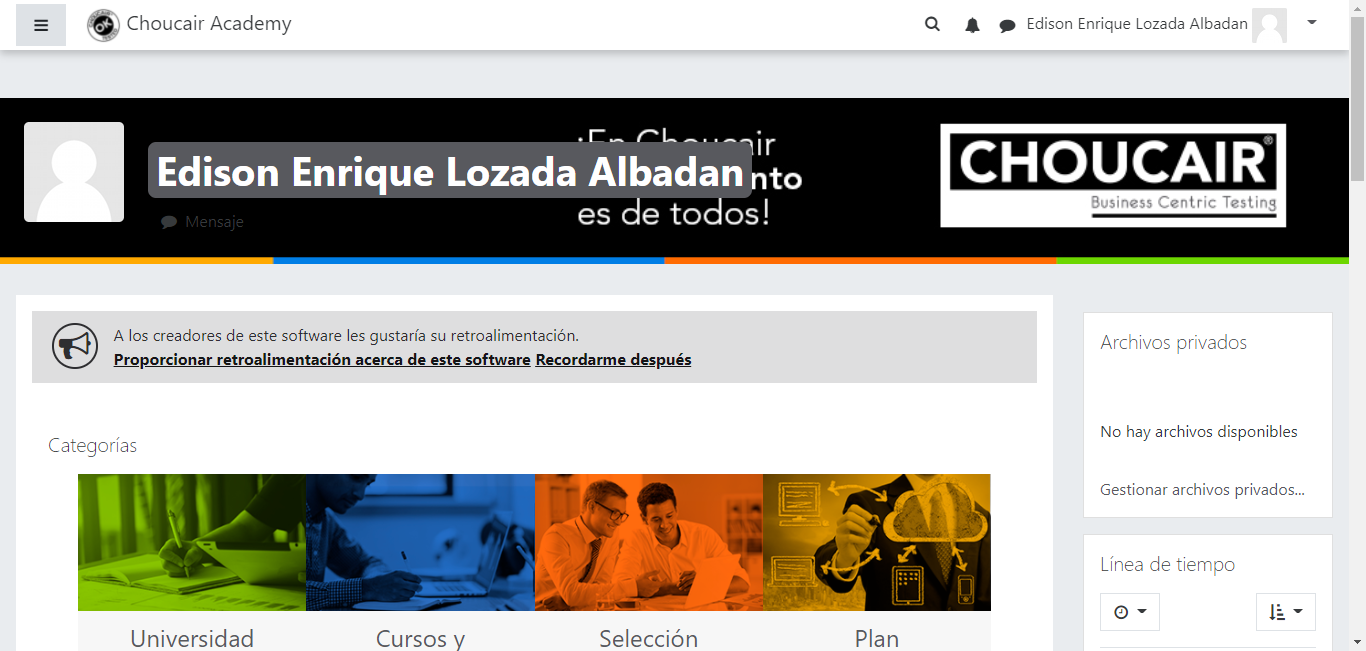 Choucair Academy
Edison Enrique Lozada Albadan
¡En Choucair
Edison Enrique Lozada Albadan
es de todos!
Mensaje
CHOUCAIR®
Business Centric Testing
A los creadores de este software les gustaría su retroalimentación.
Proporcionar retroalimentación acerca de este software Recordarme después
Categorías
Universidad
Cursos y
Selección
Plan
Archivos privados
No hay archivos disponibles
Gestionar archivos privados...
Línea de tiempo